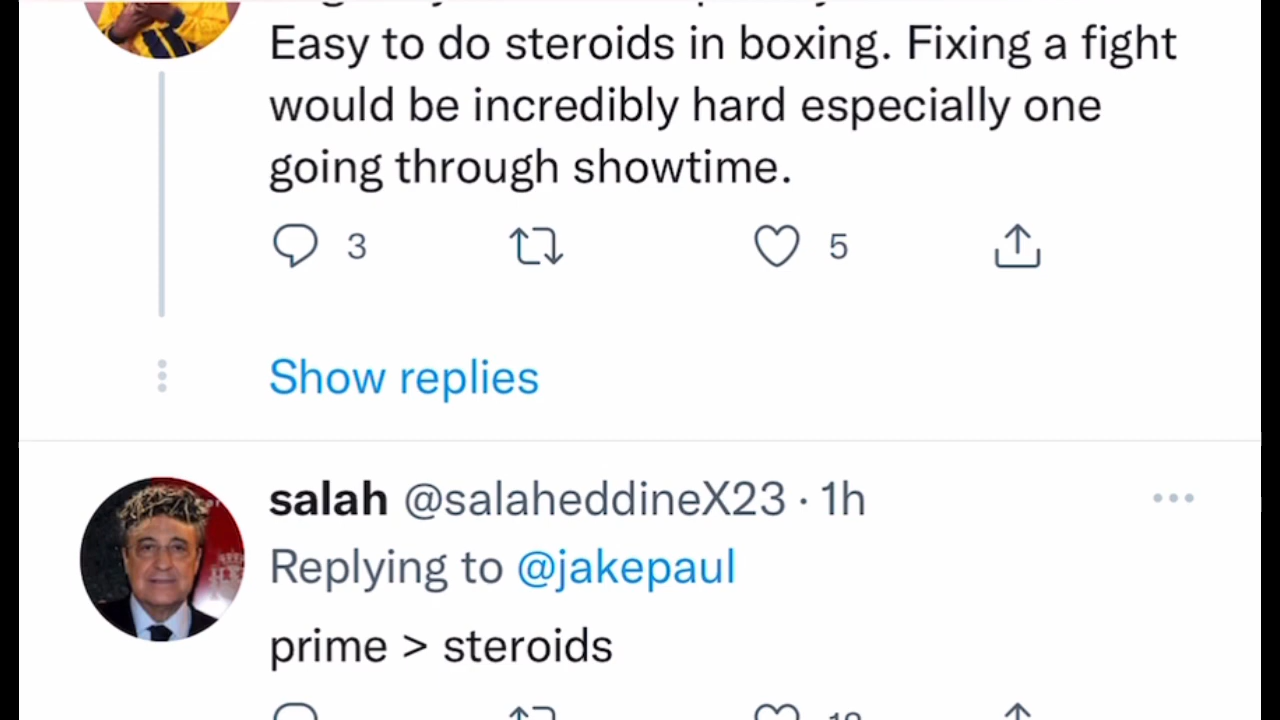 Easy to do steroids in boxing. Fixing a fight
would be incredibly hard especially one
going through showtime.
3 5
Show replies
salah @salaheddineX23 · 1h
Replying to @jakepaul
prime > steroids